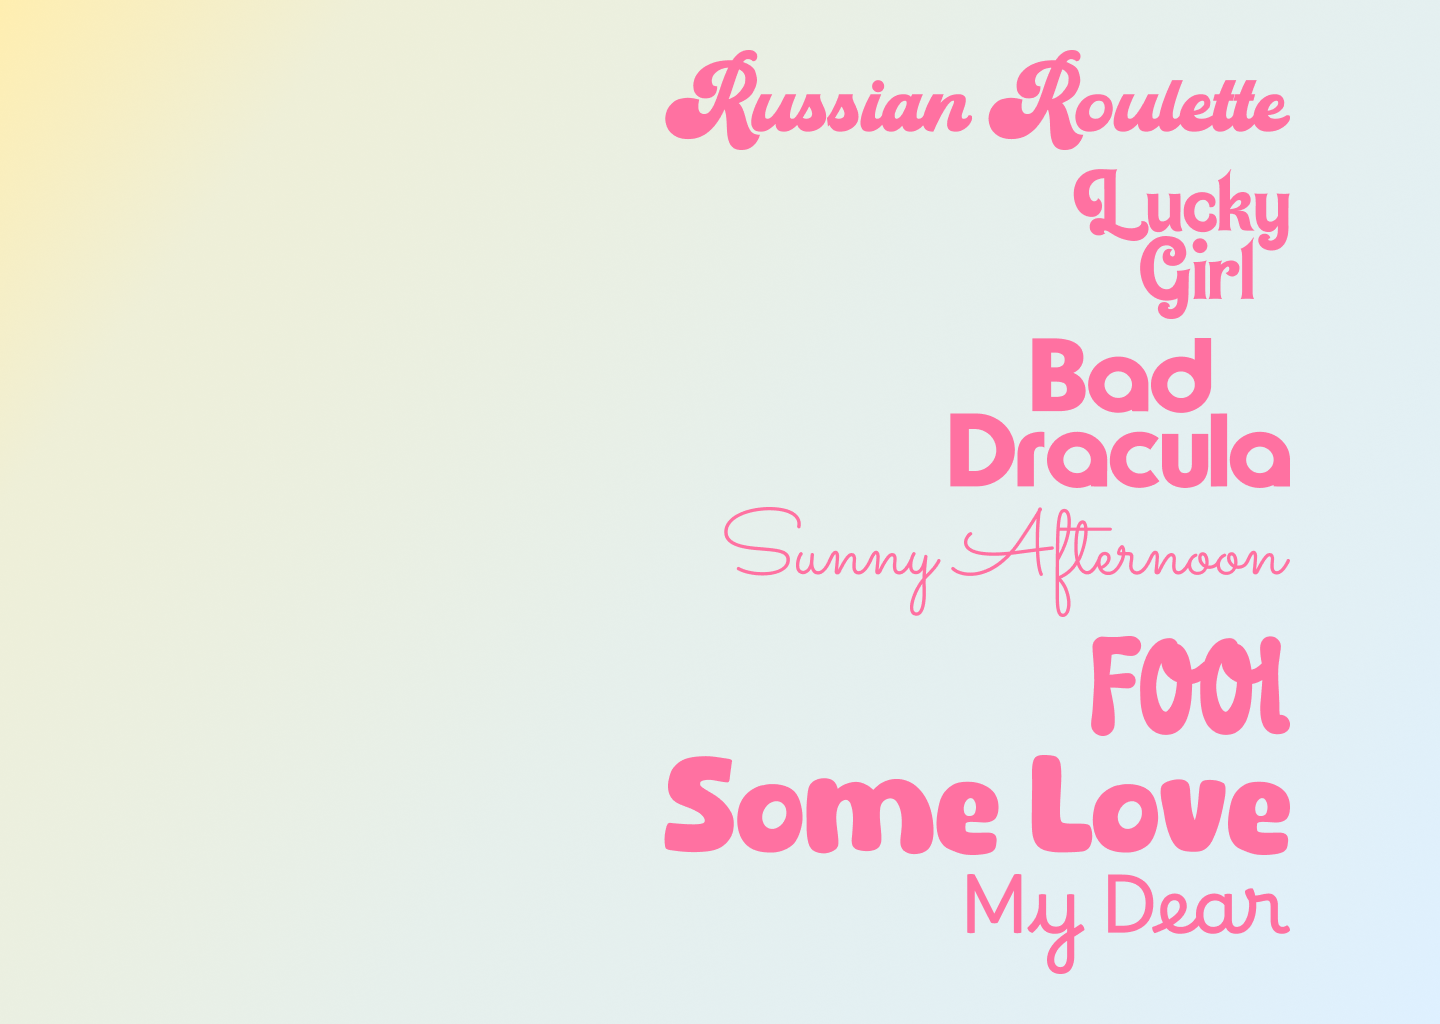 Russian Roulette
Lucky
Girl
Bad
Dracula
Sunny Afternoon
FOOl
Some Love
My Dear